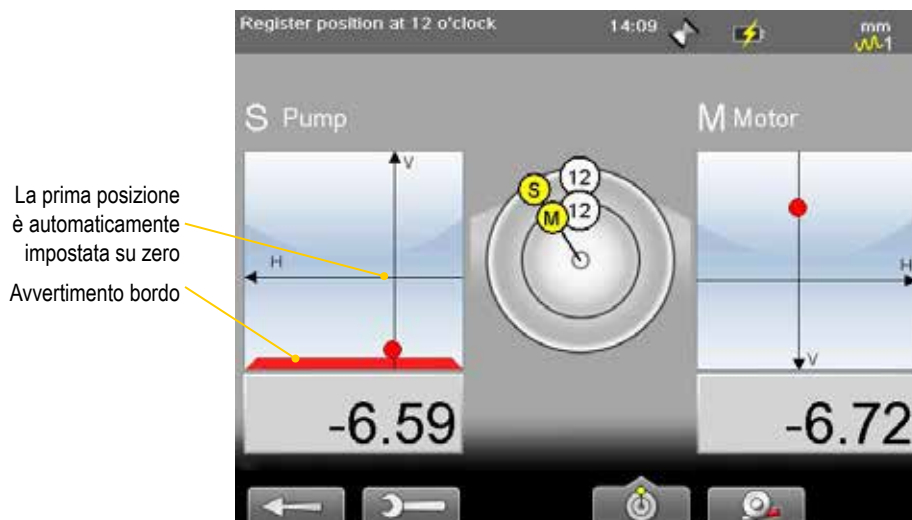 Register position at 12 o'clock
14:09
mm
1
S Pump
M Motor
V
H
S
12
M
12
H
V
La prima posizione
è automaticamente
impostata su zero
Avvertimento bordo
-6.59
-6.72